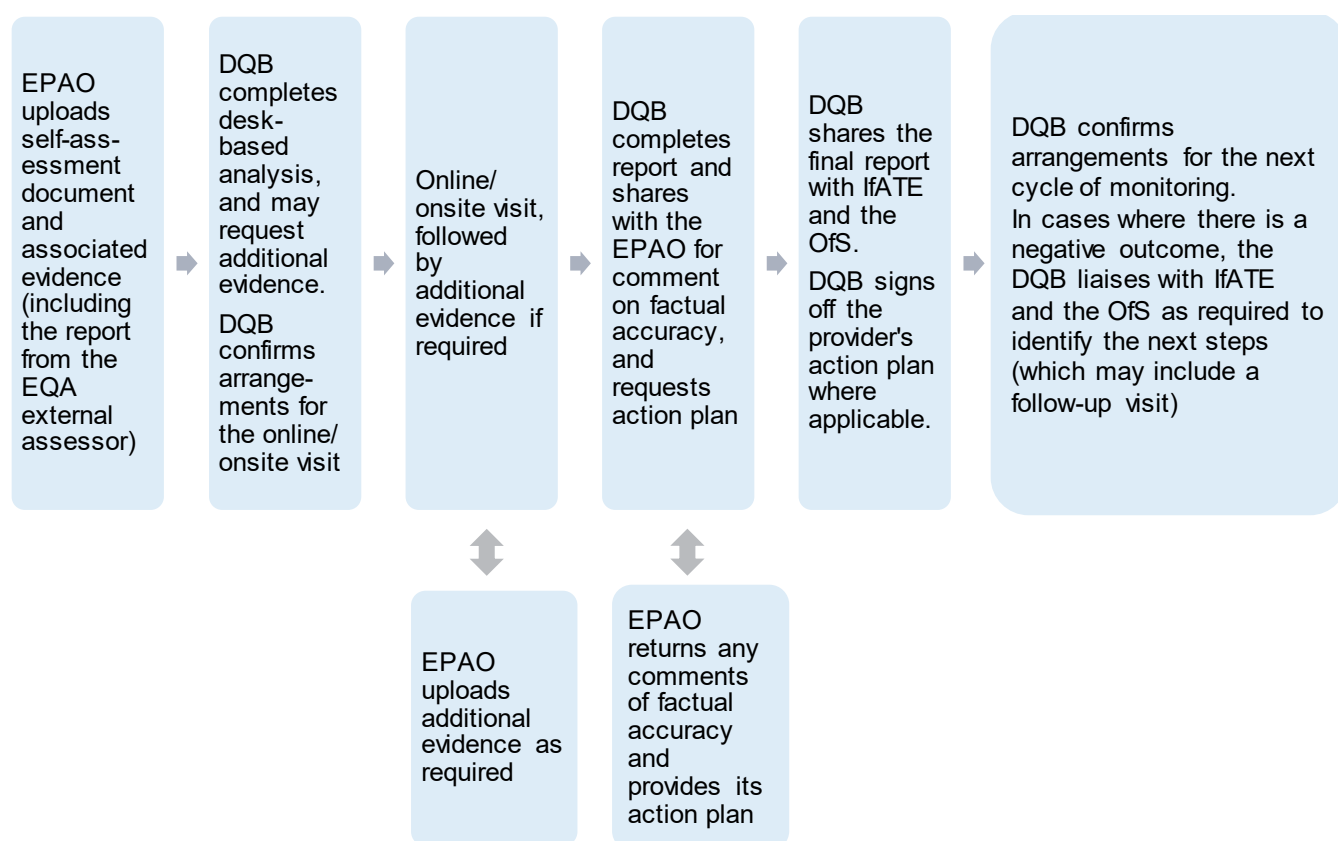 EPAO
uploads
self-ass-
essment
document
and
associated
evidence
(including
the report
from the
EQA
external
assessor)
DQB
completes
desk-
based
analysis,
and may
request
additional
evidence.
DQB
confirms
arrange-
ments for
the online/
onsite visit
Online/
onsite visit,
followed
by
additional
evidence if
required
DQB
completes
report and
shares
with the
EPAO for
comment
on factual
accuracy,
and
requests
action plan
DQB
shares the
final report
with IfATE
and the
OfS.
DQB signs
off the
provider's
action plan
where
applicable.
DQB confirms
arrangements for the next
cycle of monitoring.
In cases where there is a
negative outcome, the
DQB liaises with IfATE
and the OfS as required to
identify the next steps
(which may include a
follow-up visit)
EPAO
uploads
additional
evidence as
required
EPAO
returns any
comments
of factual
accuracy
and
provides its
action plan